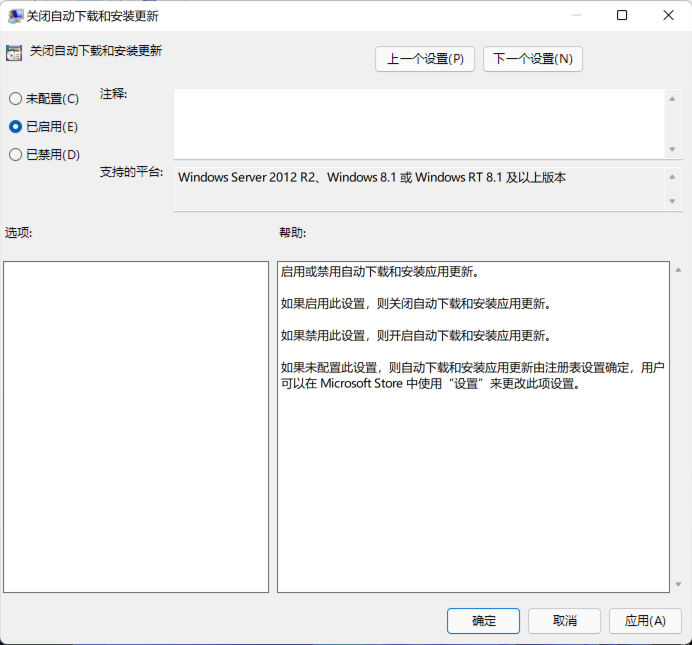 关闭自动下载和安装更新
关闭自动下载和安装更新
上一个设置(P)
下一个设置(N)
未配置(C)
注释:
已启用(E)
已禁用(D)
支持的平台:
Windows Server 2012 R2、Windows 8.1 或 Windows RT 8.1 及以上版本
选项:
帮助:
启用或禁用自动下载和安装应用更新。
如果启用此设置，则关闭自动下载和安装应用更新。
如果禁用此设置，则开启自动下载和安装应用更新。
如果未配置此设置，则自动下载和安装应用更新由注册表设置确定，用户
可以在 Microsoft Store 中使用“设置”来更改此项设置。
确定
取消
应用(A)